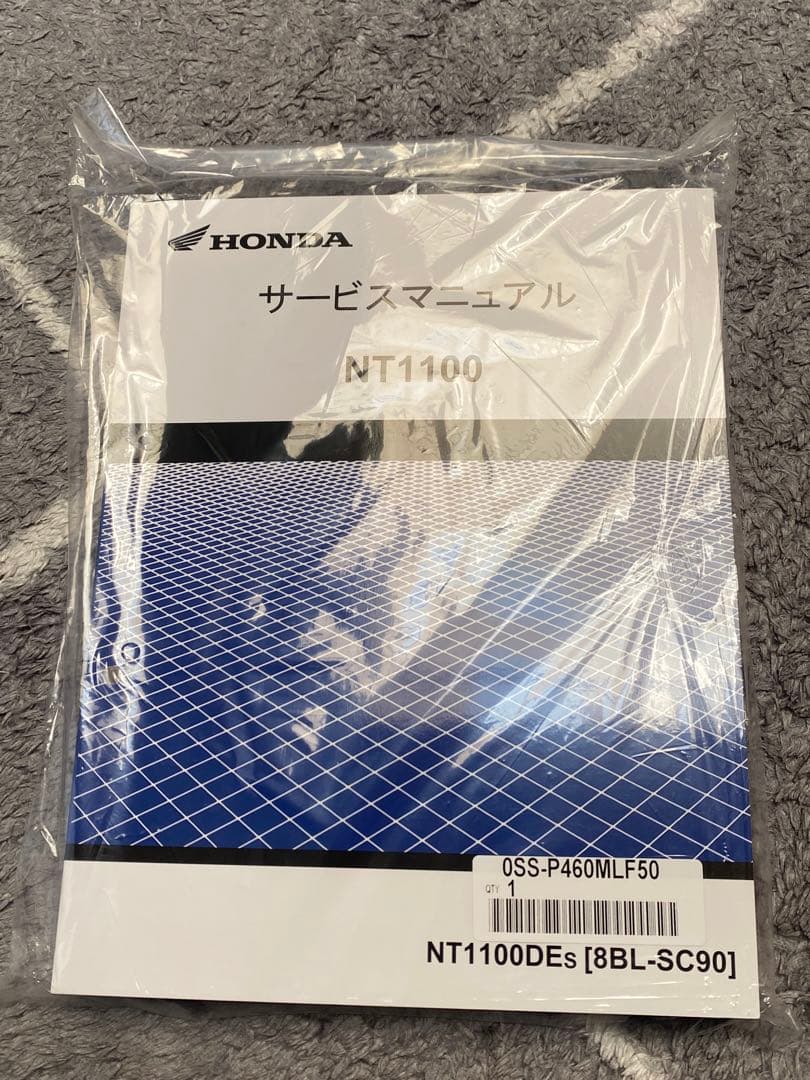 HONDA
サービスマニュアル
NT1100
0SS-P460MLF50
QTY 1
NT1100DES [8BL-SC90]